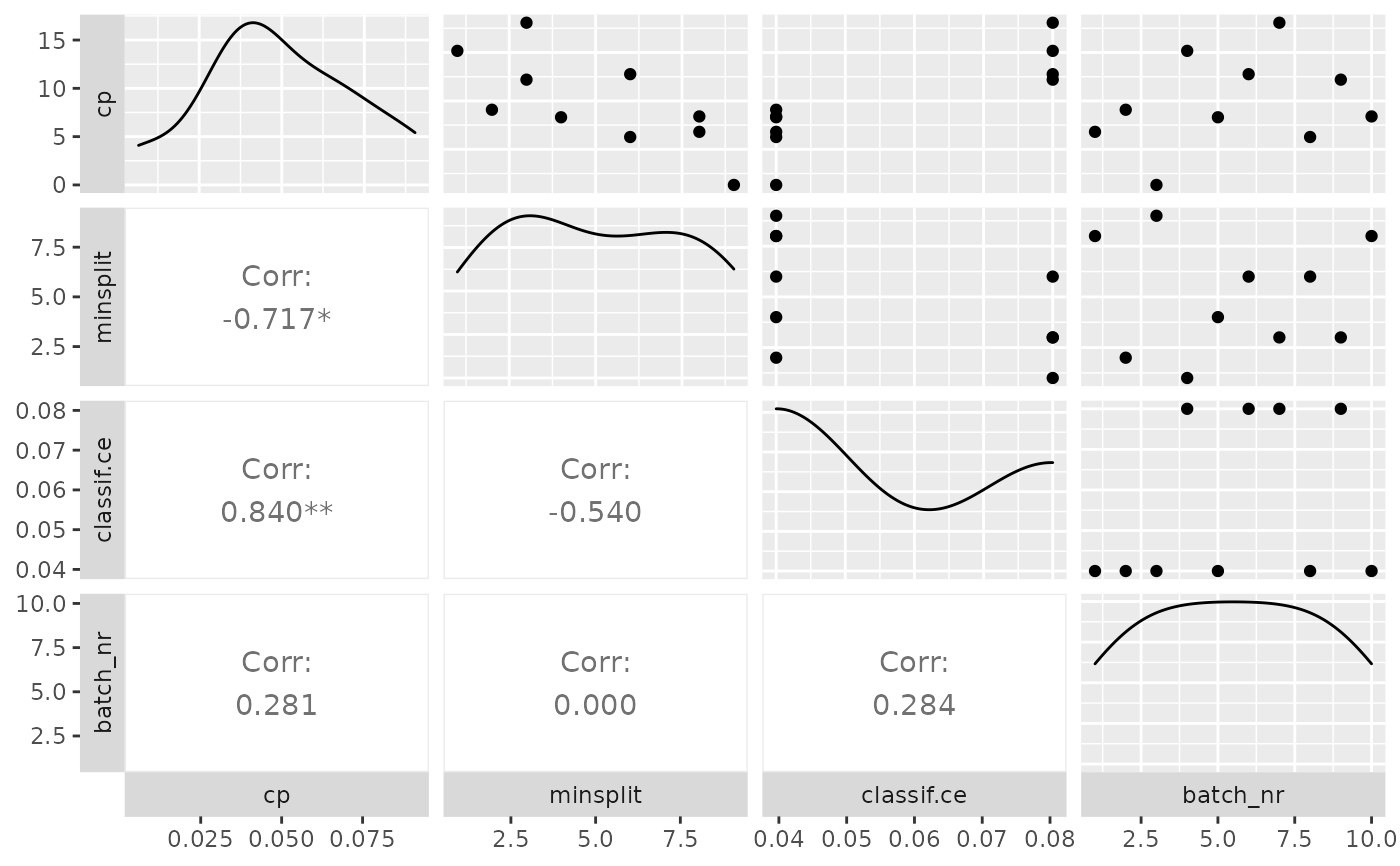 15
10
5
0
cp
7.5
5.0
2.5
minsplit
Corr:
-0.717*
0.08
0.07
0.06
0.05
0.04
classif.ce
Corr:
0.840**
Corr:
-0.540
10.0
7.5
5.0
2.5
batch_nr
Corr:
0.281
Corr:
0.000
Corr:
0.284
cp
minsplit
classif.ce
batch_nr
0.025 0.050 0.075
2.5 5.0 7.5
0.04 0.05 0.06 0.07 0.08
2.5 5.0 7.5 10.0